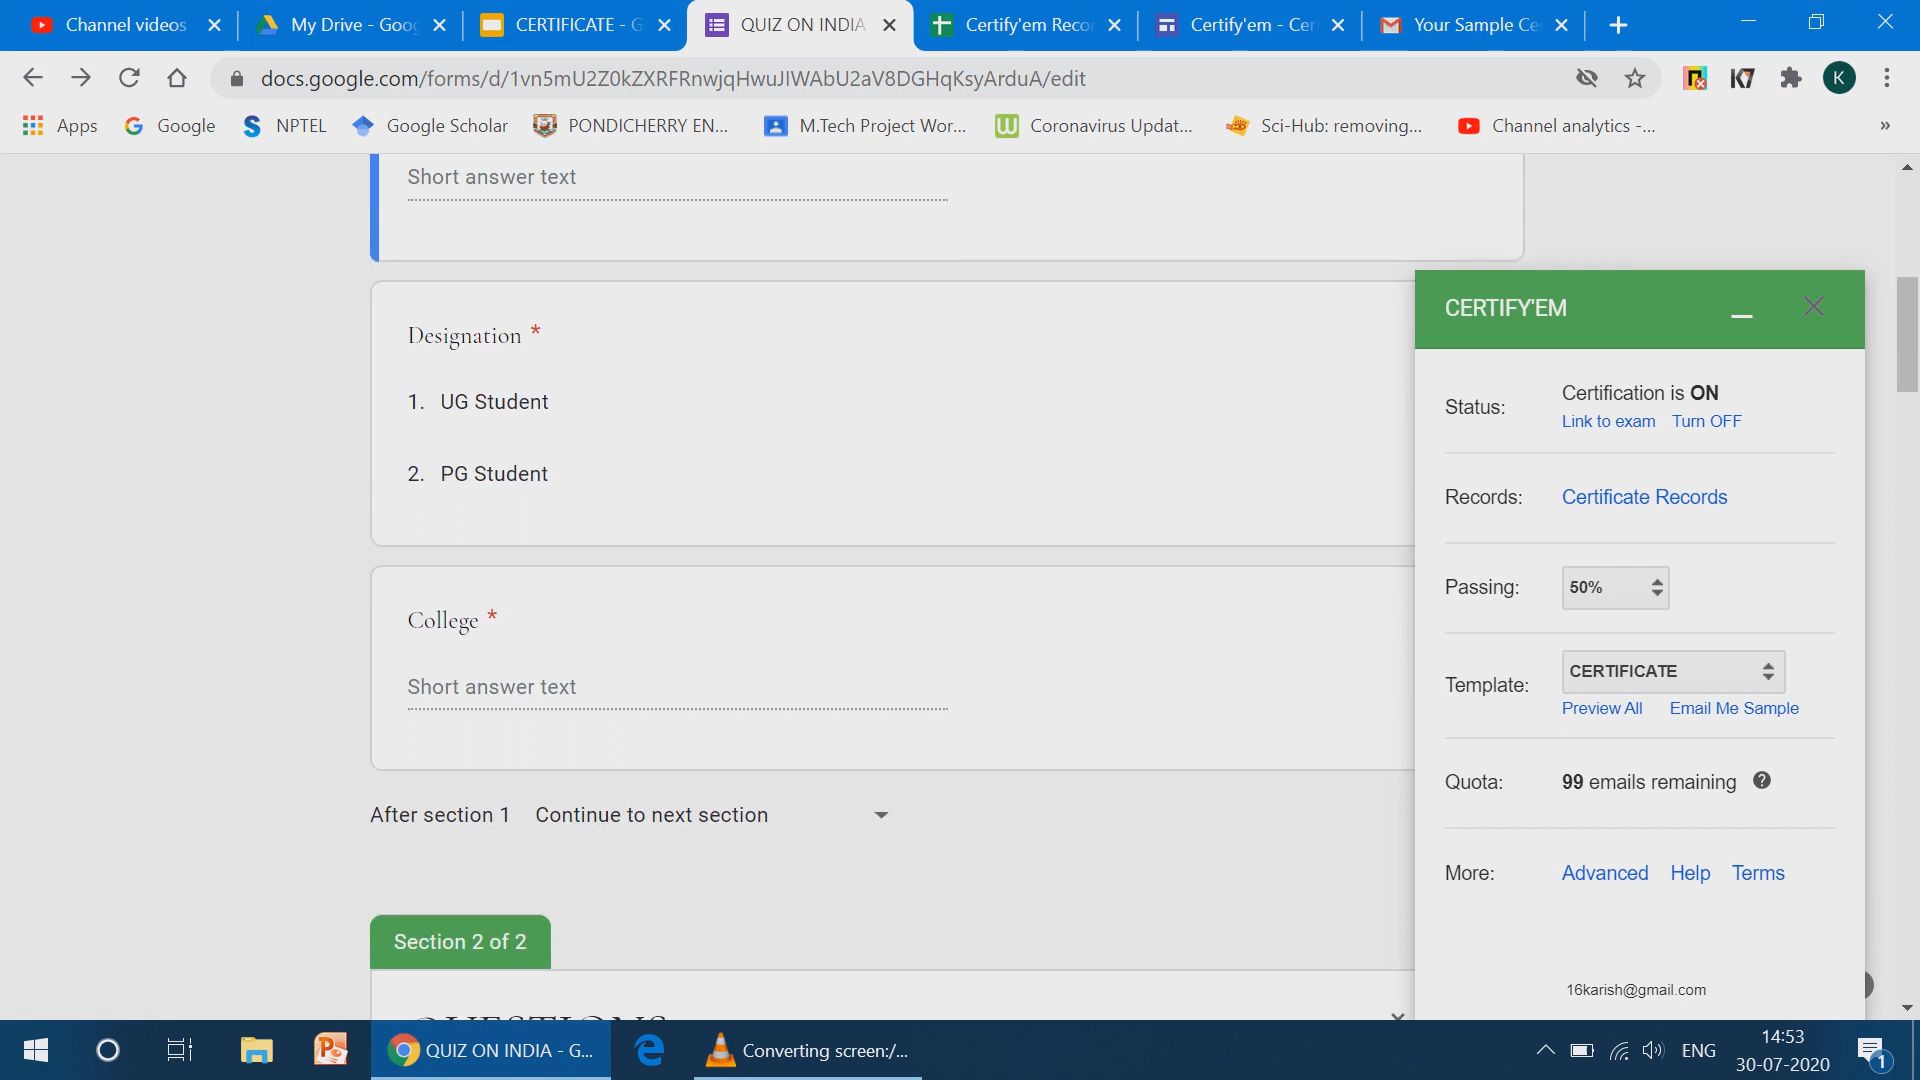 Channel videos
My Drive - Goog
CERTIFICATE - G
QUIZ ON INDIA
Certify'em Reco
Certify'em - Cer
Your Sample Ce
docs.google.com/forms/d/1vn5mU2Z0kZXRFRnwjqHwuJIWAbU2aV8DGHqKsyArduA/edit
K
Apps
Google
NPTEL
Google Scholar
PONDICHERRY EN...
M.Tech Project Wor...
Coronavirus Updat...
Sci-Hub: removing...
Channel analytics -...
»
Short answer text
Designation *
1. UG Student
2. PG Student
College *
Short answer text
After section 1 Continue to next section
Section 2 of 2
QUESTIONS
CERTIFY'EM
Status: Certification is ON
Link to exam Turn OFF
Records: Certificate Records
Passing: 50%
Template: CERTIFICATE
Preview All Email Me Sample
Quota: 99 emails remaining
More: Advanced Help Terms
16karish@gmail.com
QUIZ ON INDIA - G...
Converting screen:/...
ENG
14:53
30-07-2020
1